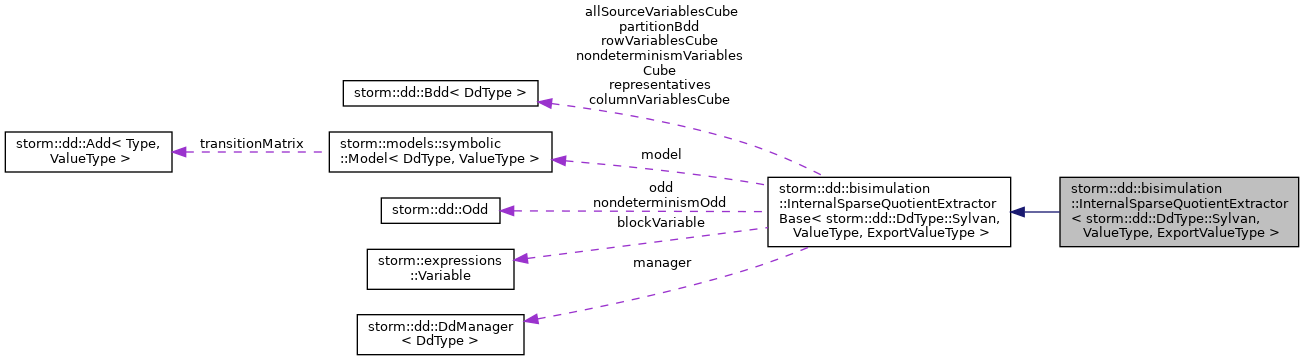 allSourceVariablesCube
partitionBdd
rowVariablesCube
nondeterminismVariables
Cube
representatives
columnVariablesCube
storm::dd::Bdd< DdType >
storm::dd::Add< Type,
ValueType >
transitionMatrix
storm::models::symbolic
::Model< DdType, ValueType >
model
odd
nondeterminismOdd
storm::dd::Odd
blockVariable
storm::expressions
::Variable
manager
storm::dd::DdManager
< DdType >
storm::dd::bisimulation
::InternalSparseQuotientExtractor
Base< storm::dd::DdType::Sylvan,
ValueType, ExportValueType >
storm::dd::bisimulation
::InternalSparseQuotientExtractor
< storm::dd::DdType::Sylvan,
ValueType, ExportValueType >